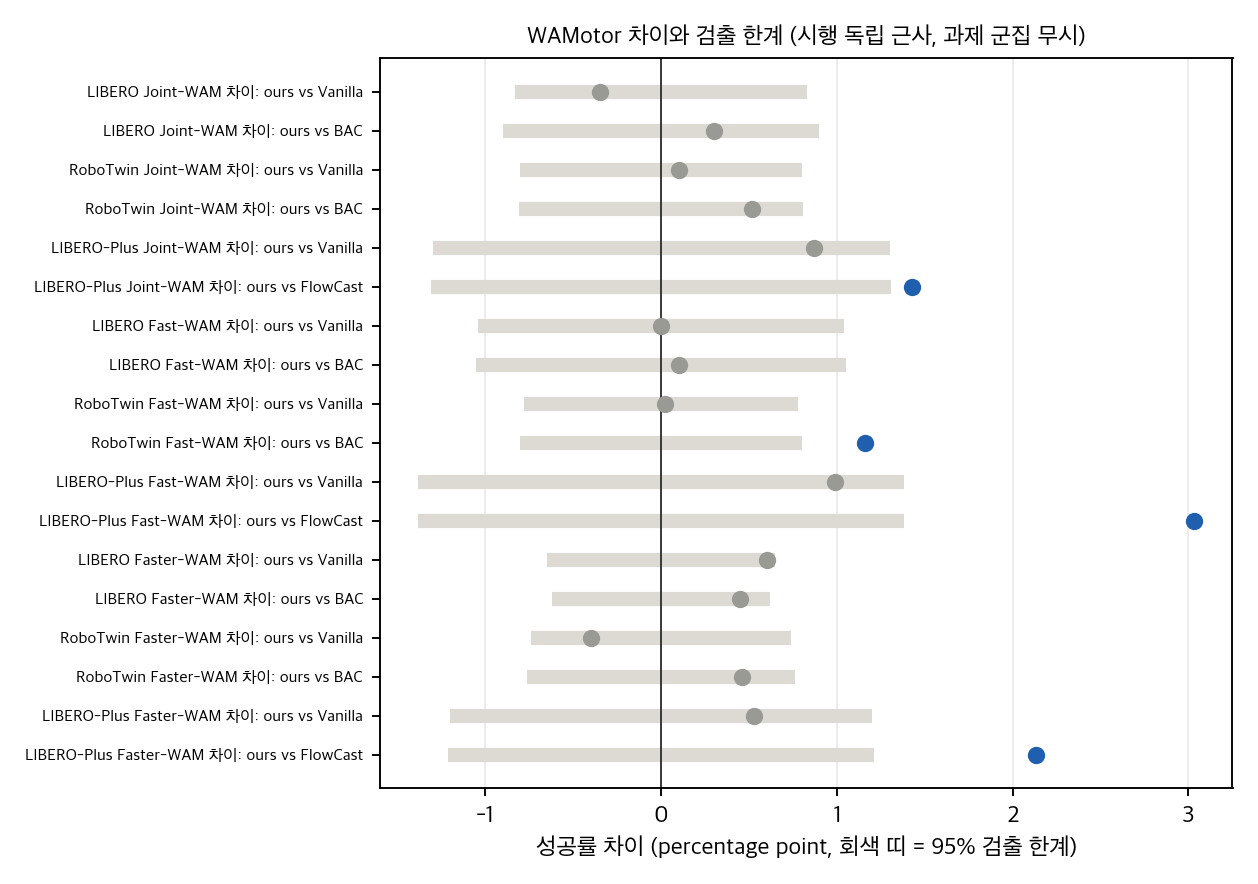 WAMotor 차이와 검출 한계 (시행 독립 근사, 과제 군집 무시)
LIBERO Joint-WAM 차이: ours vs Vanilla
LIBERO Joint-WAM 차이: ours vs BAC
RoboTwin Joint-WAM 차이: ours vs Vanilla
RoboTwin Joint-WAM 차이: ours vs BAC
LIBERO-Plus Joint-WAM 차이: ours vs Vanilla
LIBERO-Plus Joint-WAM 차이: ours vs FlowCast
LIBERO Fast-WAM 차이: ours vs Vanilla
LIBERO Fast-WAM 차이: ours vs BAC
RoboTwin Fast-WAM 차이: ours vs Vanilla
RoboTwin Fast-WAM 차이: ours vs BAC
LIBERO-Plus Fast-WAM 차이: ours vs Vanilla
LIBERO-Plus Fast-WAM 차이: ours vs FlowCast
LIBERO Faster-WAM 차이: ours vs Vanilla
LIBERO Faster-WAM 차이: ours vs BAC
RoboTwin Faster-WAM 차이: ours vs Vanilla
RoboTwin Faster-WAM 차이: ours vs BAC
LIBERO-Plus Faster-WAM 차이: ours vs Vanilla
LIBERO-Plus Faster-WAM 차이: ours vs FlowCast
-1 0 1 2 3
성공률 차이 (percentage point, 회색 띠 = 95% 검출 한계)